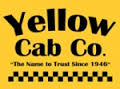 Yellow
Cab Co.
"The Name to Trust Since 1946"